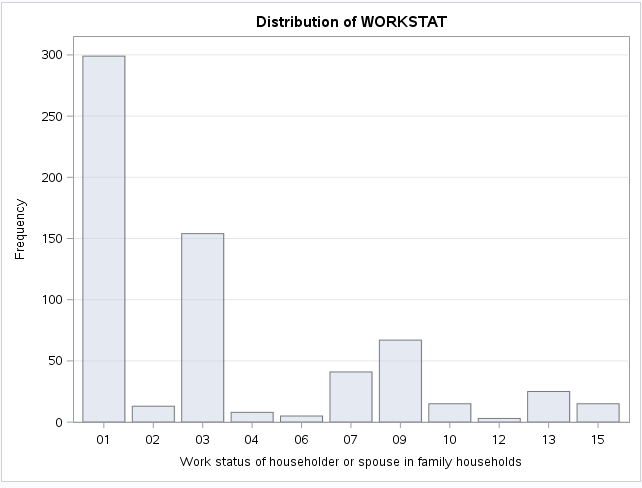 Distribution of WORKSTAT
300
250
200
150
100
50
0
Frequency
01 02 03 04 06 07 09 10 12 13 15
Work status of householder or spouse in family households